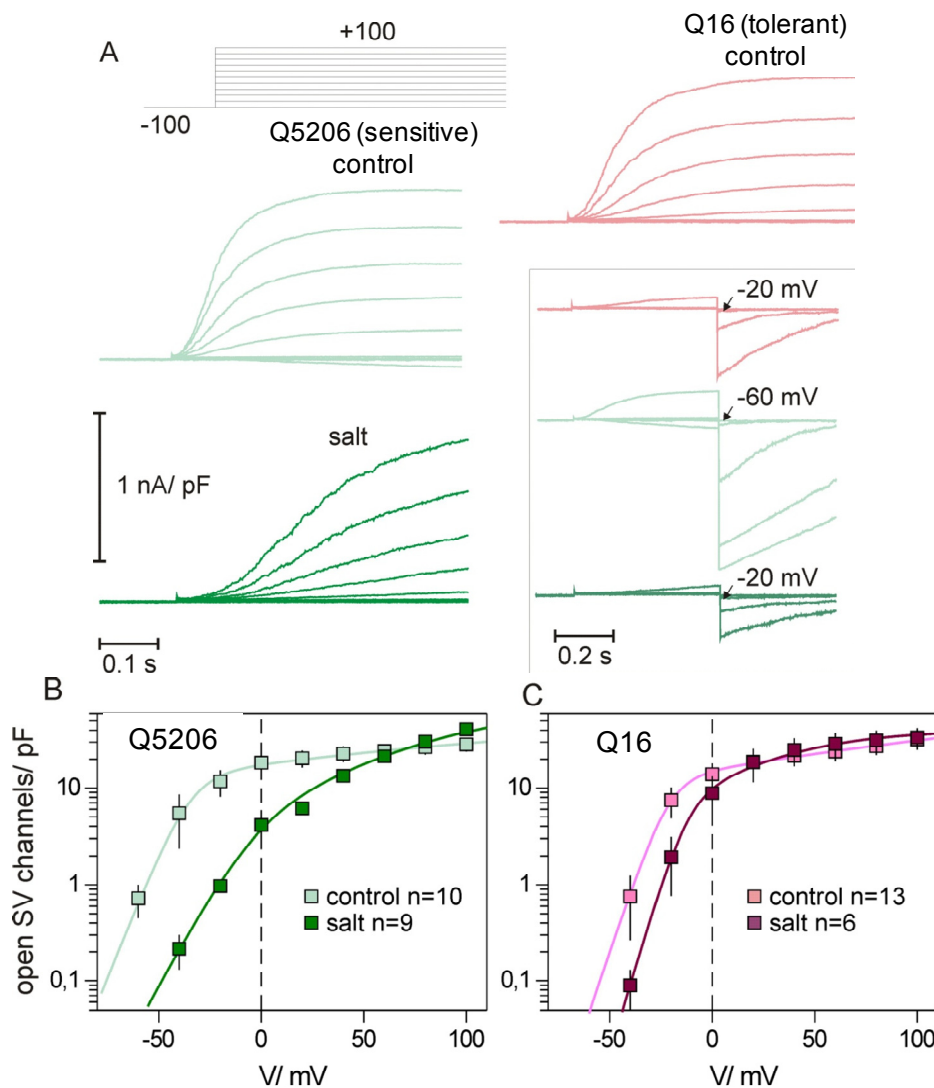 A
+100
-100
Q5206 (sensitive)
control
Q16 (tolerant)
control
-20 mV
-60 mV
-20 mV
salt
1 nA/ pF
0.1 s
0.2 s
B
Q5206
control n=10
salt n=9
open SV channels/ pF
10
1
0,1
-50
0
50
100
V/ mV
C
Q16
control n=13
salt n=6
10
1
0,1
-50
0
50
100
V/ mV